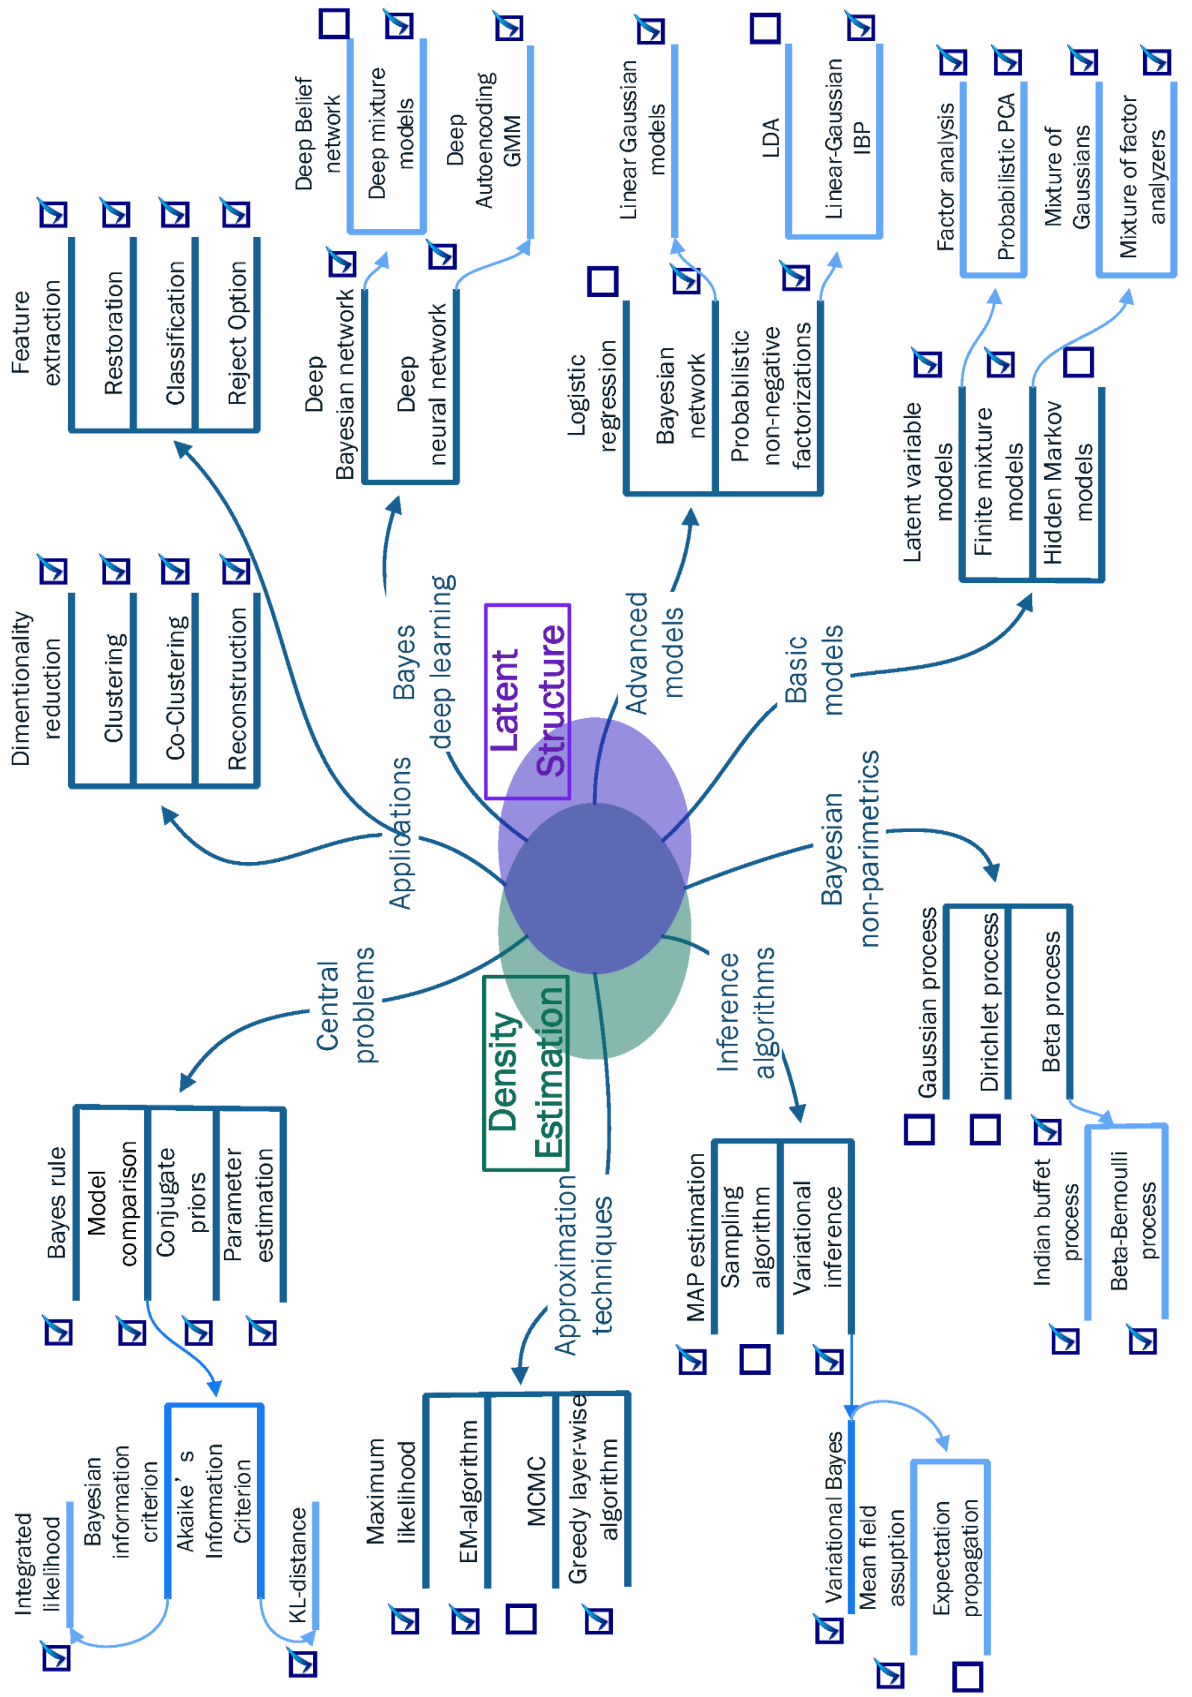 Integrated
likelihood
Bayesian
information
criterion
Akaike’s
Information
Criterion
KL-distance
Bayes rule
Model
comparison
Conjugate
priors
Parameter
estimation
Central
problems
Dimentionality
reduction
Clustering
Co-Clustering
Reconstruction
Feature
extraction
Restoration
Classification
Reject Option
Applications
Deep Belief
network
Deep mixture
models
Deep
Autoencoding
GMM
Deep
Bayesian network
Deep
neural network
Bayes
deep learning
Latent
Structure
Density
Estimation
Maximum
likelihood
EM-algorithm
MCMC
Greedy layer-wise
algorithm
Approximation
techniques
Linear Gaussian
models
LDA
Linear-Gaussian
IBP
Logistic
regression
Bayesian
network
Probabilistic
non-negative
factorizations
Advanced
models
MAP estimation
Sampling
algorithm
Variational
inference
Inference
algorithms
Variational Bayes
Mean field
assuption
Expectation
propagation
Factor analysis
Probabilistic PCA
Mixture of
Gaussians
Mixture of factor
analyzers
Latent variable
models
Finite mixture
models
Hidden Markov
models
Basic
models
Bayesian
non-parimetrics
Gaussian process
Dirichlet process
Beta process
Indian buffet
process
Beta-Bernoulli
process